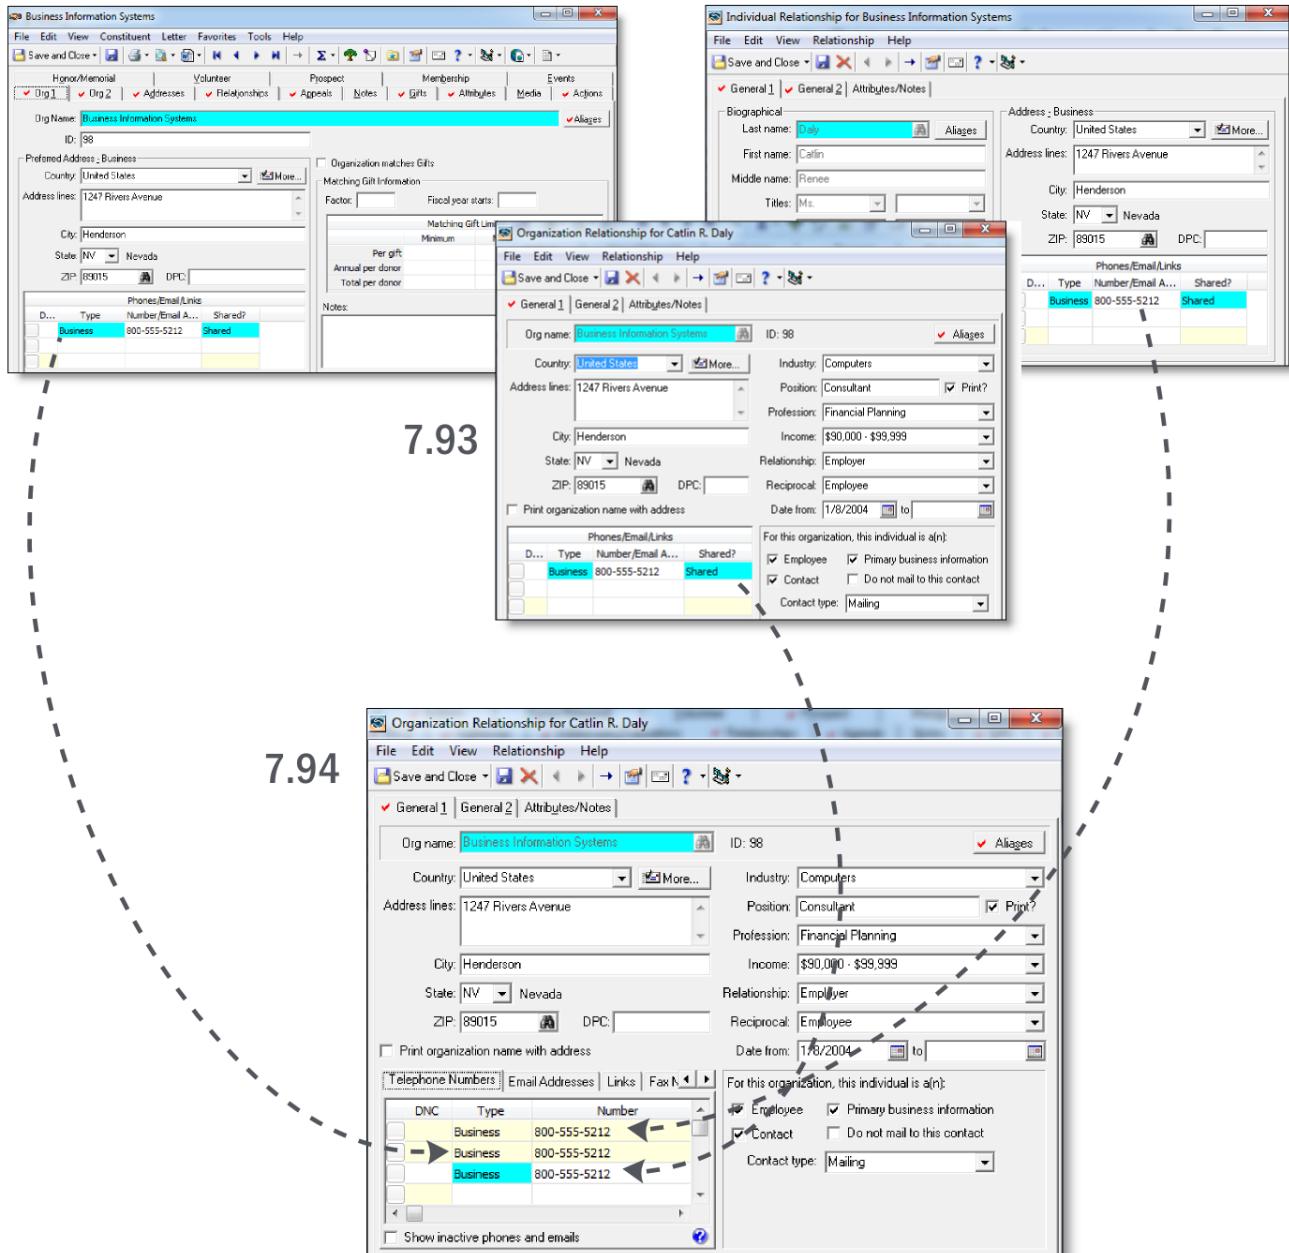 Business Information Systems
File Edit View Constituent Letter Favorites Tools Help
Save and Close
Honor/Memorial Volunteer Prospect Membership Events
Org 1 Org 2 Addresses Relationships Appeals Notes Gifts Attributes Media Actions
Org Name: Business Information Systems Aliases
ID: 98
Preferred Address - Business
Country: United States More...
Address lines: 1247 Rivers Avenue
City: Henderson
State: NV Nevada
ZIP: 89015 DPC:
Phones/Email/Links
D... Type Number/Email A... Shared?
Business 800-555-5212 Shared
Organization matches Gifts
Matching Gift Information
Factor: Fiscal year starts:
Matching Gift Lim
Minimum
Per gift
Annual per donor
Total per donor
Notes:
Individual Relationship for Business Information Systems
File Edit View Relationship Help
Save and Close
General 1 General 2 Attributes/Notes
Biographical
Last name: Daly Aliases
First name: Catlin
Middle name: Renee
Titles: Ms.
Address - Business
Country: United States More...
Address lines: 1247 Rivers Avenue
City: Henderson
State: NV Nevada
ZIP: 89015 DPC:
Phones/Email/Links
D... Type Number/Email A... Shared?
Business 800-555-5212 Shared
7.93
Organization Relationship for Catlin R. Daly
File Edit View Relationship Help
Save and Close
General 1 General 2 Attributes/Notes
Org name: Business Information Systems ID: 98 Aliases
Country: United States More...
Address lines: 1247 Rivers Avenue
City: Henderson
State: NV Nevada
ZIP: 89015 DPC:
Print organization name with address
Phones/Email/Links
D... Type Number/Email A... Shared?
Business 800-555-5212 Shared
Industry: Computers
Position: Consultant Print?
Profession: Financial Planning
Income: $90,000 - $99,999
Relationship: Employer
Reciprocal: Employee
Date from: 1/8/2004 to
For this organization, this individual is a(n):
Employee Primary business information
Contact Do not mail to this contact
Contact type: Mailing
7.94
Organization Relationship for Catlin R. Daly
File Edit View Relationship Help
Save and Close
General 1 General 2 Attributes/Notes
Org name: Business Information Systems ID: 98 Aliases
Country: United States More...
Address lines: 1247 Rivers Avenue
City: Henderson
State: NV Nevada
ZIP: 89015 DPC:
Print organization name with address
Telephone Numbers Email Addresses Links Fax N
DNC Type Number
Business 800-555-5212
Business 800-555-5212
Business 800-555-5212
Show inactive phones and emails
Industry: Computers
Position: Consultant Print?
Profession: Financial Planning
Income: $90,000 - $99,999
Relationship: Employer
Reciprocal: Employee
Date from: 1/8/2004 to
For this organization, this individual is a(n):
Employee Primary business information
Contact Do not mail to this contact
Contact type: Mailing